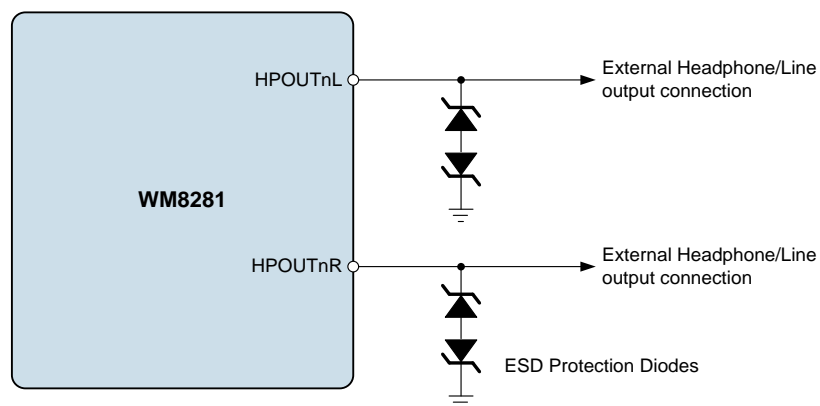 HPOUTnL
External Headphone/Line
output connection
WM8281
HPOUTnR
External Headphone/Line
output connection
ESD Protection Diodes